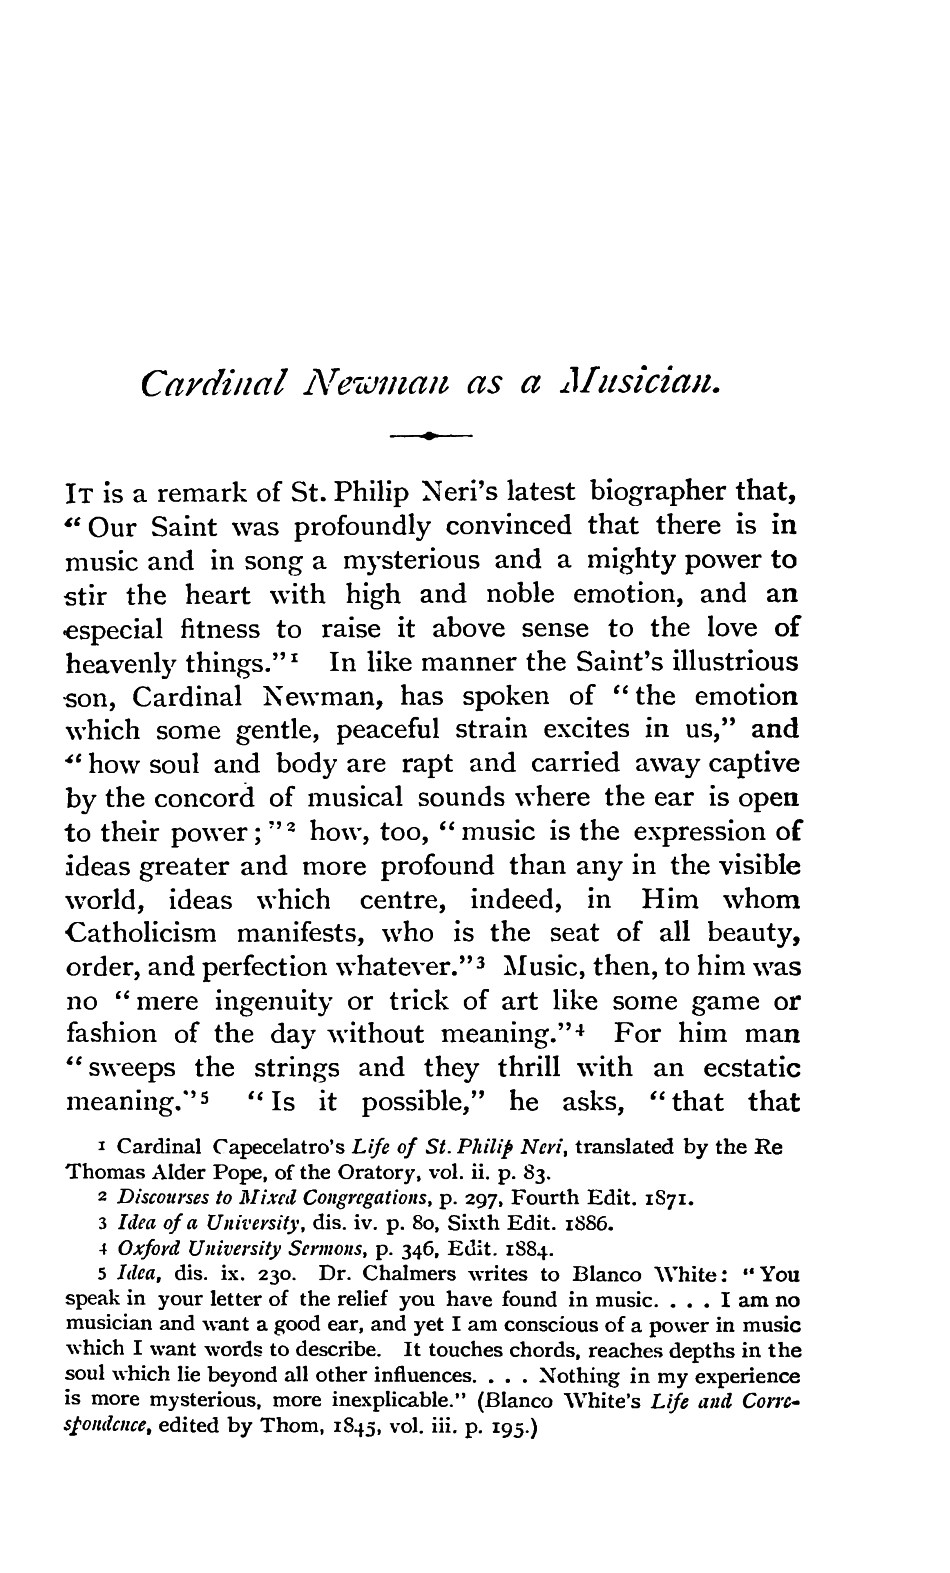 Cardinal Newman as a Musician.
IT is a remark of St. Philip Neri's latest biographer that,
“Our Saint was profoundly convinced that there is in
music and in song a mysterious and a mighty power to
stir the heart with high and noble emotion, and an
especial fitness to raise it above sense to the love of
heavenly things.”1 In like manner the Saint's illustrious
son, Cardinal Newman, has spoken of “the emotion
which some gentle, peaceful strain excites in us,” and
“how soul and body are rapt and carried away captive
by the concord of musical sounds where the ear is open
to their power;”2 how, too, “music is the expression of
ideas greater and more profound than any in the visible
world, ideas which centre, indeed, in Him whom
Catholicism manifests, who is the seat of all beauty,
order, and perfection whatever.”3 Music, then, to him was
no “mere ingenuity or trick of art like some game or
fashion of the day without meaning.”4 For him man
“sweeps the strings and they thrill with an ecstatic
meaning.”5 “Is it possible,” he asks, “that that
1 Cardinal Capecelatro's Life of St. Philip Neri, translated by the Re
Thomas Alder Pope, of the Oratory, vol. ii. p. 83.
2 Discourses to Mixed Congregations, p. 297, Fourth Edit. 1871.
3 Idea of a University, dis. iv. p. 80, Sixth Edit. 1886.
4 Oxford University Sermons, p. 346, Edit. 1884.
5 Idea, dis. ix. 230. Dr. Chalmers writes to Blanco White: “You
speak in your letter of the relief you have found in music. . . . I am no
musician and want a good ear, and yet I am conscious of a power in music
which I want words to describe. It touches chords, reaches depths in the
soul which lie beyond all other influences. . . . Nothing in my experience
is more mysterious, more inexplicable.” (Blanco White's Life and Corre-
spondence, edited by Thom, 1845, vol. iii. p. 195.)